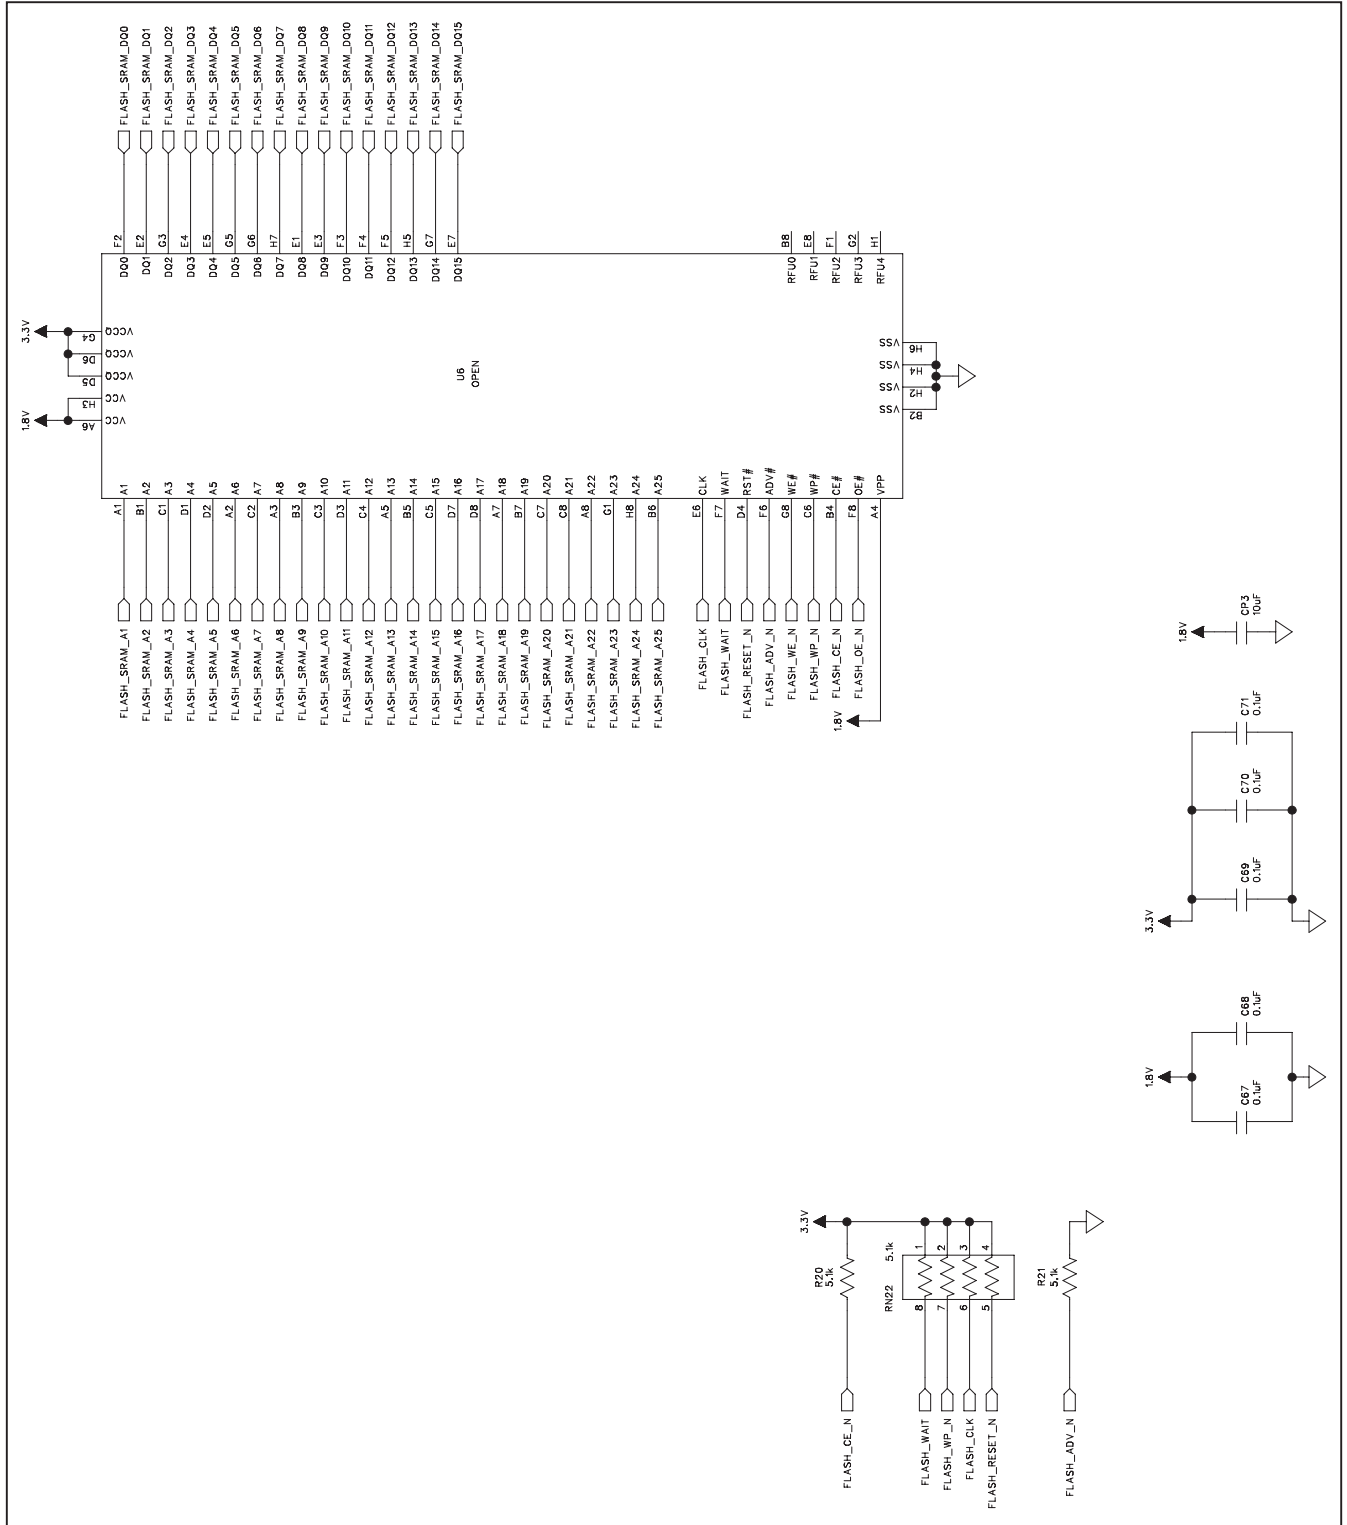 FLASH_SRAM_A1 A1 A1
FLASH_SRAM_A2 B1 A2
FLASH_SRAM_A3 C1 A3
FLASH_SRAM_A4 D1 A4
FLASH_SRAM_A5 D2 A5
FLASH_SRAM_A6 A2 A6
FLASH_SRAM_A7 C2 A7
FLASH_SRAM_A8 A3 A8
FLASH_SRAM_A9 B3 A9
FLASH_SRAM_A10 C3 A10
FLASH_SRAM_A11 D3 A11
FLASH_SRAM_A12 C4 A12
FLASH_SRAM_A13 A5 A13
FLASH_SRAM_A14 B5 A14
FLASH_SRAM_A15 C5 A15
FLASH_SRAM_A16 D7 A16
FLASH_SRAM_A17 D8 A17
FLASH_SRAM_A18 A7 A18
FLASH_SRAM_A19 B7 A19
FLASH_SRAM_A20 C7 A20
FLASH_SRAM_A21 C8 A21
FLASH_SRAM_A22 A8 A22
FLASH_SRAM_A23 G1 A23
FLASH_SRAM_A24 H8 A24
FLASH_SRAM_A25 B6 A25
FLASH_CLK E6 CLK
FLASH_WAIT F7 WAIT
FLASH_RESET_N D4 RST#
FLASH_ADV_N F6 ADV#
FLASH_WE_N G8 WE#
FLASH_WP_N C6 WP#
FLASH_CE_N B4 CE#
FLASH_OE_N F8 OE#
1.8V A4 VPP
1.8V
A6 VCC
H3 VCC
3.3V
D5 VCCQ
D6 VCCQ
G4 VCCQ
U6
OPEN
DQ0 F2 FLASH_SRAM_DQ0
DQ1 E2 FLASH_SRAM_DQ1
DQ2 G3 FLASH_SRAM_DQ2
DQ3 E4 FLASH_SRAM_DQ3
DQ4 E5 FLASH_SRAM_DQ4
DQ5 G5 FLASH_SRAM_DQ5
DQ6 G6 FLASH_SRAM_DQ6
DQ7 H7 FLASH_SRAM_DQ7
DQ8 E1 FLASH_SRAM_DQ8
DQ9 E3 FLASH_SRAM_DQ9
DQ10 F3 FLASH_SRAM_DQ10
DQ11 F4 FLASH_SRAM_DQ11
DQ12 F5 FLASH_SRAM_DQ12
DQ13 H5 FLASH_SRAM_DQ13
DQ14 G7 FLASH_SRAM_DQ14
DQ15 E7 FLASH_SRAM_DQ15
RFU0 B8
RFU1 E8
RFU2 F1
RFU3 G2
RFU4 H1
VSS B2
VSS H2
VSS H4
VSS H6
3.3V
R20
5.1k
FLASH_CE_N
RN22 5.1k
FLASH_WAIT 8 1
FLASH_WP_N 7 2
FLASH_CLK 6 3
FLASH_RESET_N 5 4
R21
5.1k
FLASH_ADV_N
1.8V
C67
0.1uF
C68
0.1uF
3.3V
C69
0.1uF
C70
0.1uF
C71
0.1uF
1.8V
CP3
10uF